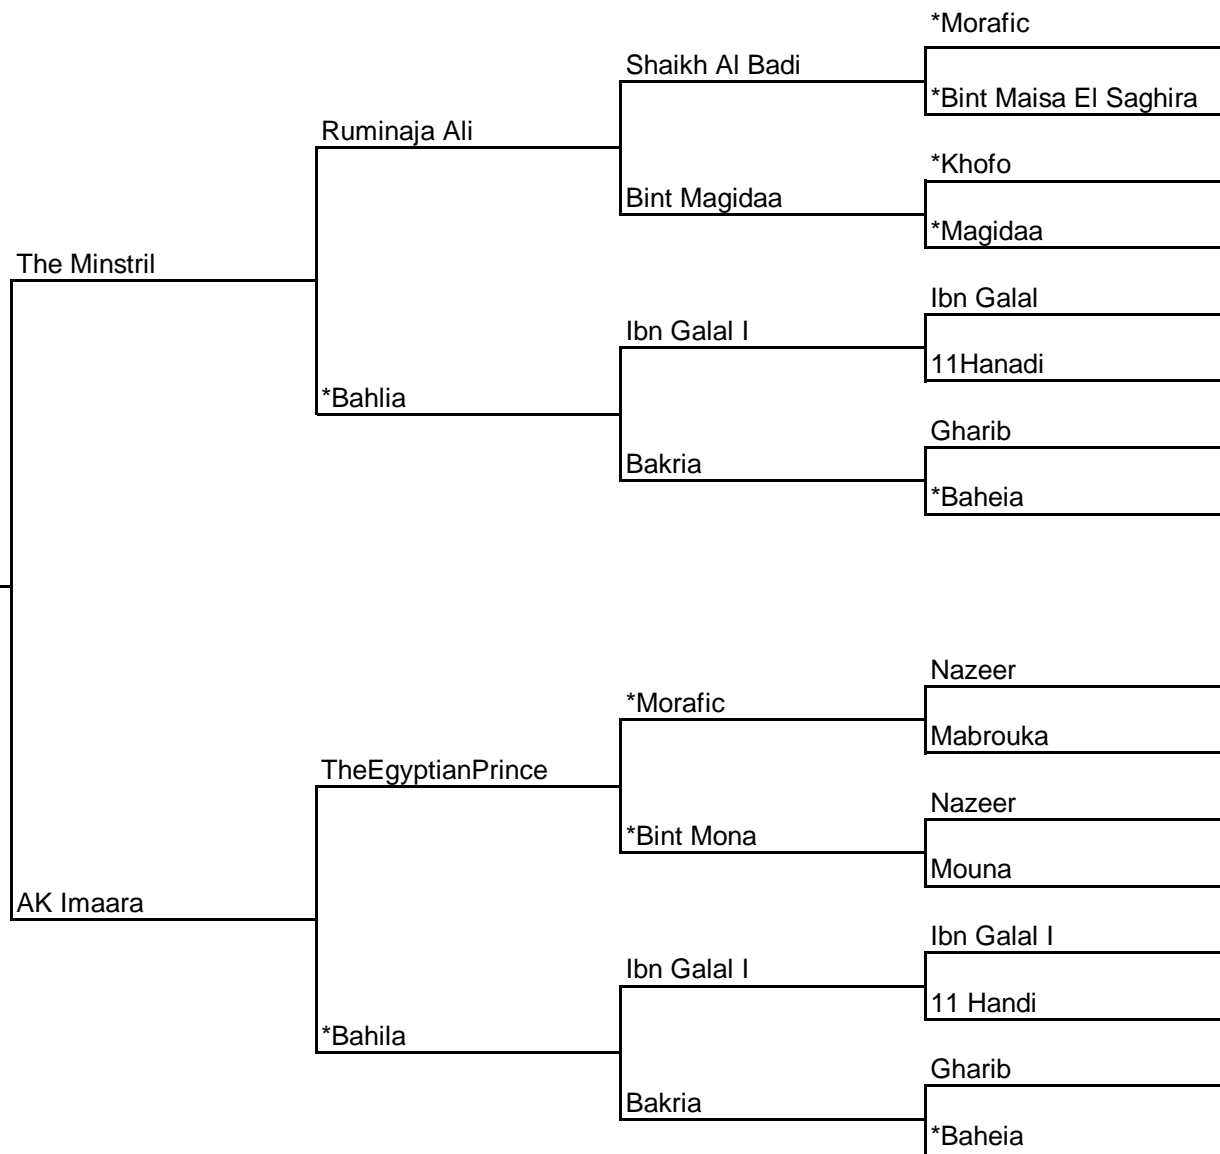 *Morafic
Shaikh Al Badi
*Bint Maisa El Saghira
Ruminaja Ali
*Khofo
Bint Magidaa
*Magidaa
The Minstril
Ibn Galal
Ibn Galal I
11Hanadi
*Bahlia
Gharib
Bakria
*Baheia
Nazeer
*Morafic
Mabrouka
TheEgyptianPrince
Nazeer
*Bint Mona
Mouna
AK Imaara
Ibn Galal I
Ibn Galal I
11 Handi
*Bahila
Gharib
Bakria
*Baheia